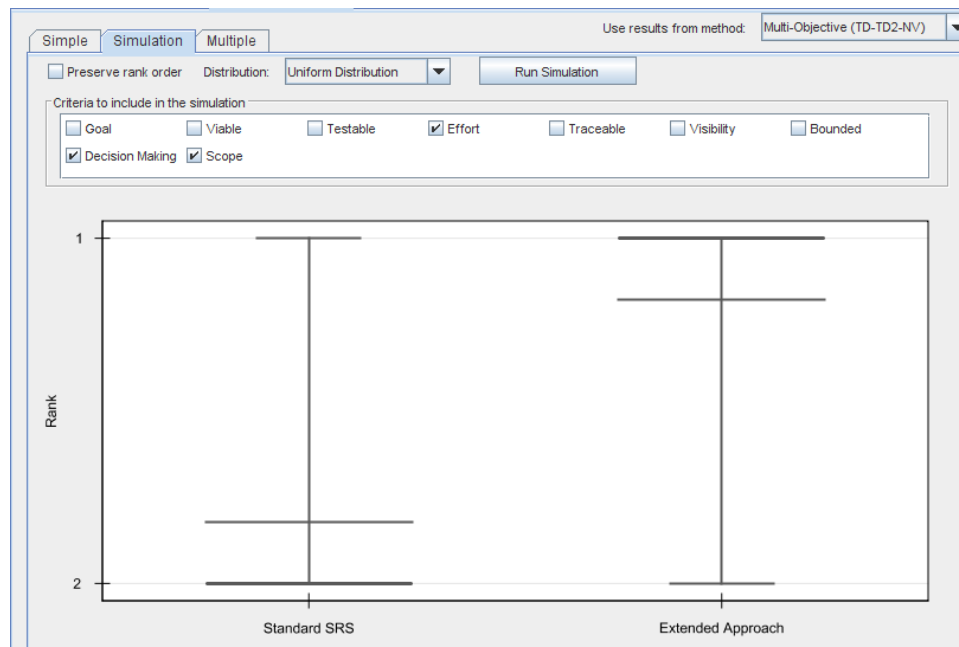 Use results from method: Multi-Objective (TD-TD2-NV)
Simple Simulation Multiple
Preserve rank order Distribution: Uniform Distribution Run Simulation
Criteria to include in the simulation
Goal Viable Testable Effort Traceable Visibility Bounded
Decision Making Scope
1
Rank
2
Standard SRS Extended Approach